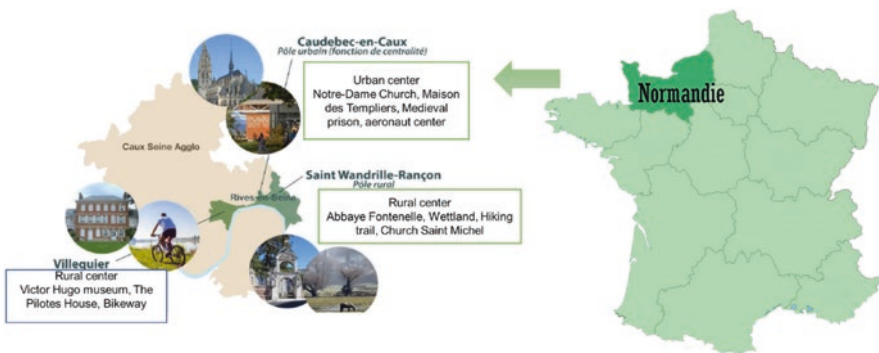 Caudebec-en-Caux
Pôle urbain (fonction de centralité)
Urban center
Notre-Dame Church, Maison
des Templiers, Medieval
prison, aeronaut center
Normandie
Caux Seine Agglo
Saint Wandrille-Rançon
Pôle rural
Rives-en-Seine
Rural center
Abbaye Fontenelle, Wettland, Hiking
trail, Church Saint Michel
Villequier
Rural center
Victor Hugo museum, The
Pilotes House, Bikeway